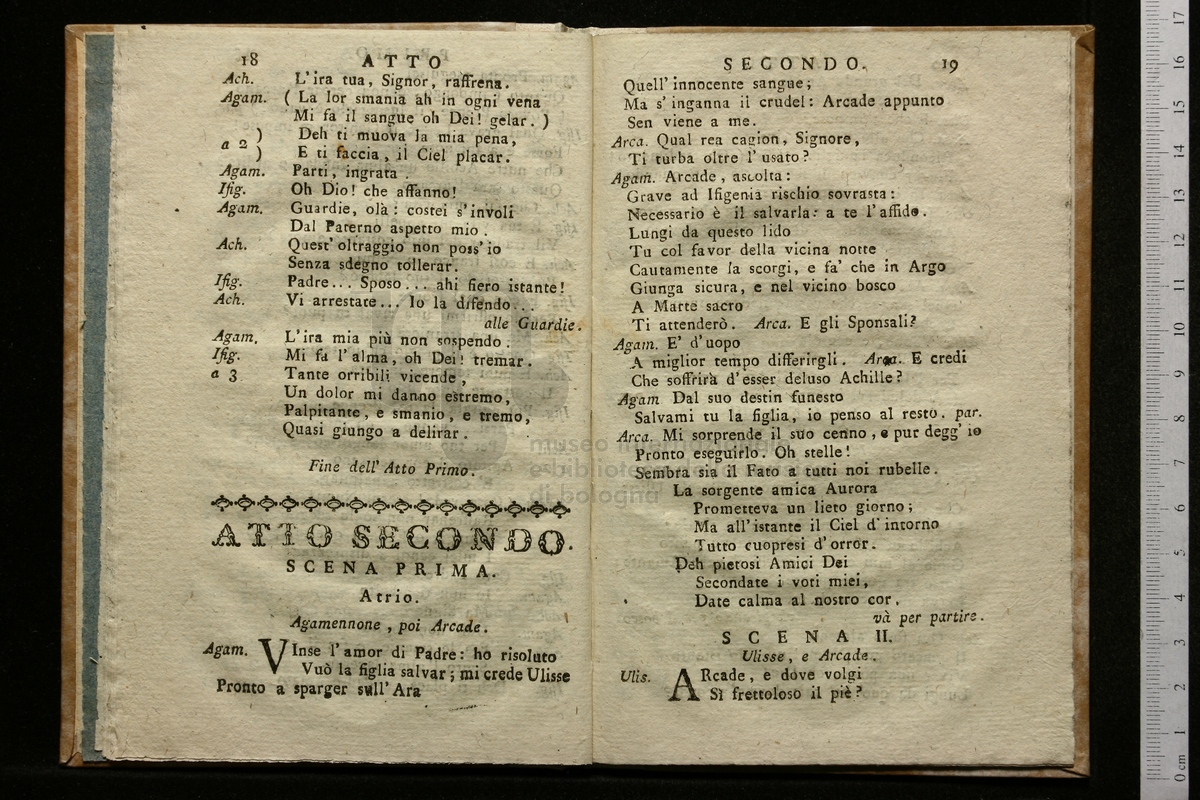 18 ATTO
Ach. L'ira tua, Signor, raffrena.
Agam. ( La lor smania ah in ogni vena
Mi fa il sangue oh Dei! gelar. )
a 2 ) Deh ti muova la mia pena,
) E ti faccia, il Ciel placar.
Agam. Parti, ingrata.
Ifig. Oh Dio! che affanno!
Agam. Guardie, olà: costei s'involi
Dal Paterno aspetto mio.
Ach. Quest' oltraggio non poss' io
Senza sdegno tollerar.
Ifig. Padre... Sposo... ahi fiero istante!
Ach. Vi arrestate... Io la difendo...
alle Guardie.
Agam. L'ira mia più non sospendo.
Ifig. Mi fa l'alma, oh Dei! tremar.
a 3 Tante orribili vicende,
Un dolor mi danno estremo,
Palpitante, e smanio, e tremo,
Quasi giungo a delirar.
Fine dell' Atto Primo.
ATTO SECONDO.
SCENA PRIMA.
Atrio.
Agamennone, poi Arcade.
Agam. VInse l'amor di Padre: ho risoluto
Vuò la figlia salvar; mi crede Ulisse
Pronto a sparger sull' Ara
SECONDO. 19
Quell' innocente sangue;
Ma s'inganna il crudel: Arcade appunto
Sen viene a me.
Arca. Qual rea cagion, Signore,
Ti turba oltre l'usato?
Agam. Arcade, ascolta:
Grave ad Ifigenia rischio sovrasta:
Necessario è il salvarla: a te l'affido.
Lungi da questo lido
Tu col favor della vicina notte
Cautamente la scorgi, e fa' che in Argo
Giunga sicura, e nel vicino bosco
A Marte sacro
Ti attenderò. Arca. E gli Sponsali?
Agam. E' d'uopo
A miglior tempo differirgli. Arca. E credi
Che soffrirà d'esser deluso Achille?
Agam Dal suo destin funesto
Salvami tu la figlia, io penso al resto. par.
Arca. Mi sorprende il suo cenno, e pur degg' io
Pronto eseguirlo. Oh stelle!
Sembra sia il Fato a tutti noi rubelle.
La sorgente amica Aurora
Prometteva un lieto giorno;
Ma all'istante il Ciel d'intorno
Tutto cuopresi d'orror.
Deh pietosi Amici Dei
Secondate i voti miei,
Date calma al nostro cor.
và per partire.
SCENA II.
Ulisse, e Arcade.
Ulis. ARcade, e dove volgi
Sì frettoloso il piè?